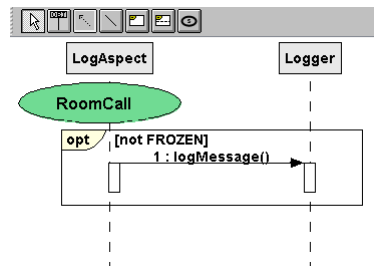 LogAspect
Logger
RoomCall
opt
[not FROZEN]
1 : logMessage()